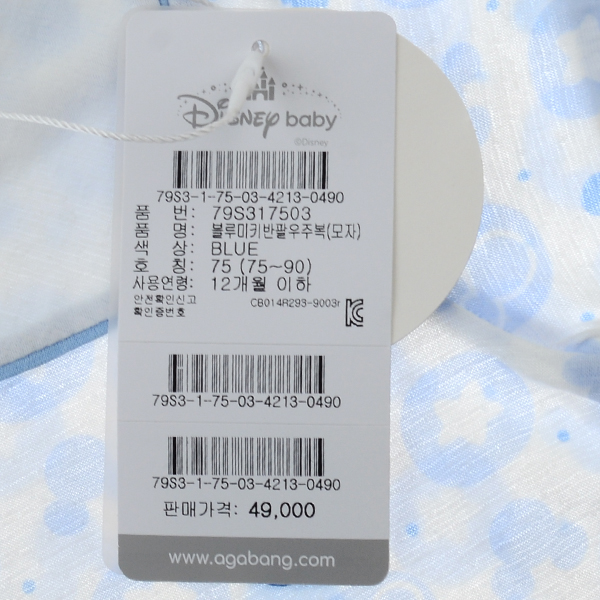 Disney baby
©Disney
79S3-1-75-03-4213-0490
품 번: 79S317503
품 명: 블루미키반팔우주복(모자)
색 상: BLUE
호 칭: 75 (75~90)
사용연령: 12개월 이하
안전확인신고
확인증번호 CB014R293-9003r
79S3-1-75-03-4213-0490
79S3-1-75-03-4213-0490
판매가격: 49,000
www.agabang.com